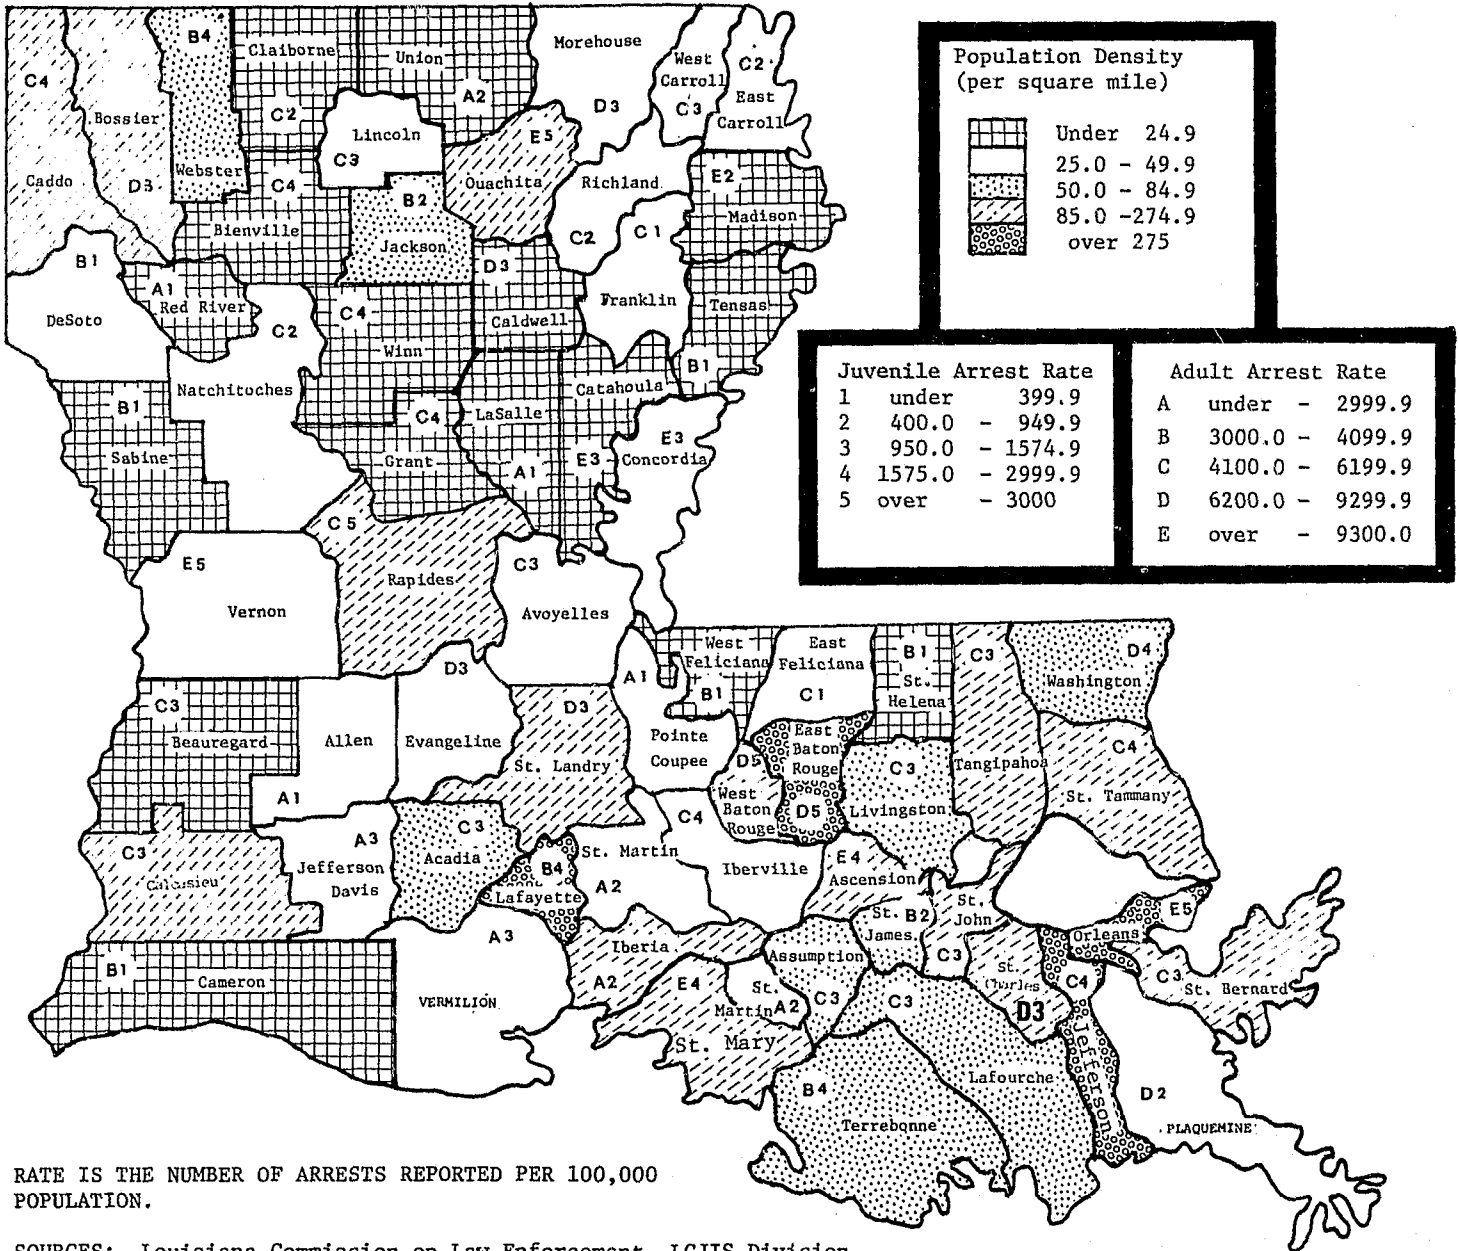 Population Density
(per square mile)
Under 24.9
25.0 - 49.9
50.0 - 84.9
85.0 -274.9
over 275
Juvenile Arrest Rate
1 under 399.9
2 400.0 - 949.9
3 950.0 - 1574.9
4 1575.0 - 2999.9
5 over - 3000
Adult Arrest Rate
A under - 2999.9
B 3000.0 - 4099.9
C 4100.0 - 6199.9
D 6200.0 - 9299.9
E over - 9300.0
C4
Caddo
Bossier
D3
B4
Webster
Claiborne
C2
Union
A2
Lincoln
C3
Morehouse
D3
West
Carroll
C3
C2
East
Carroll
E5
Ouachita
Richland
C2
E2
Madison
C4
Bienville
B2
Jackson
C1
Franklin
B1
DeSoto
A1
Red River
C2
Natchitoches
C4
Winn
D3
Caldwell
Tensas
B1
B1
Sabine
C4
Grant
LaSalle
A1
Catahoula
E3
E3
Concordia
E5
Vernon
C5
Rapides
C3
Avoyelles
C3
Beauregard
Allen
A1
D3
Evangeline
D3
St. Landry
A1
Pointe
Coupee
West
Feliciana
B1
East
Feliciana
C1
B1
St.
Helena
C3
Tangipahoa
D4
Washington
C4
St. Tammany
East
Baton
Rouge
D5
D5
West
Baton
Rouge
C3
Livingston
C3
Calcasieu
A3
Jefferson
Davis
C3
Acadia
B4
Lafayette
St. Martin
A2
C4
Iberville
E4
Ascension
St.
James
B2
St.
John
C3
B1
Cameron
A3
VERMILION
Iberia
A2
E4
St. Mary
St.
Martin
A2
Assumption
C3
St.
Charles
D3
Orleans
E5
C4
Jefferson
C3
St. Bernard
C3
Lafourche
B4
Terrebonne
D2
PLAQUEMINE
RATE IS THE NUMBER OF ARRESTS REPORTED PER 100,000
POPULATION.
SOURCES: Louisiana Commission on Law Enforcement, LCJIS Division